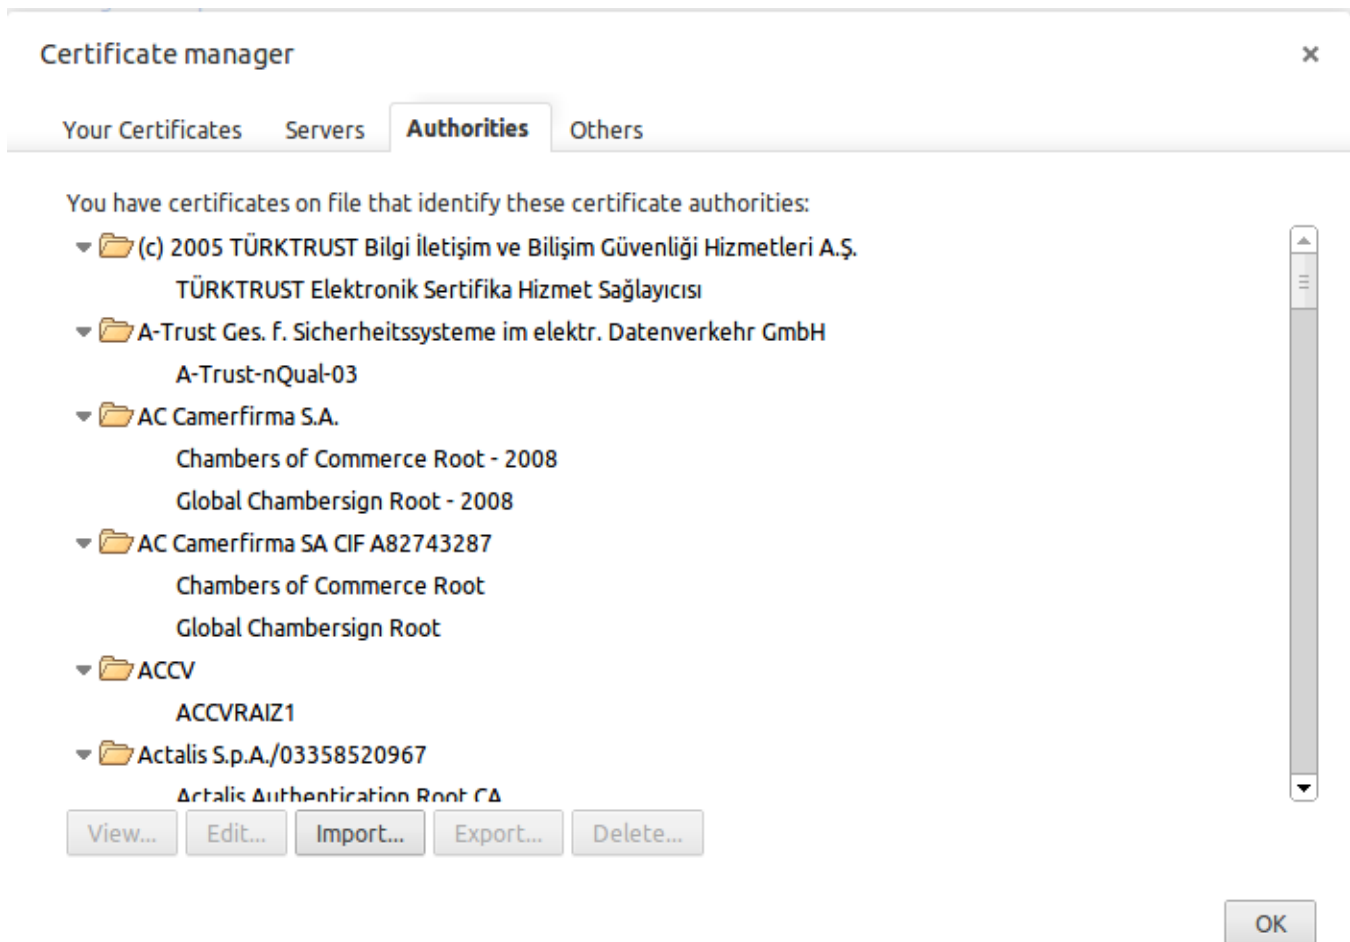 Certificate manager
Your Certificates Servers Authorities Others
You have certificates on file that identify these certificate authorities:
(c) 2005 TÜRKTRUST Bilgi İletişim ve Bilişim Güvenliği Hizmetleri A.Ş.
TÜRKTRUST Elektronik Sertifika Hizmet Sağlayıcısı
A-Trust Ges. f. Sicherheitssysteme im elektr. Datenverkehr GmbH
A-Trust-nQual-03
AC Camerfirma S.A.
Chambers of Commerce Root - 2008
Global Chambersign Root - 2008
AC Camerfirma SA CIF A82743287
Chambers of Commerce Root
Global Chambersign Root
ACCV
ACCVRAIZ1
Actalis S.p.A./03358520967
Actalis Authentication Root CA
View... Edit... Import... Export... Delete...
OK